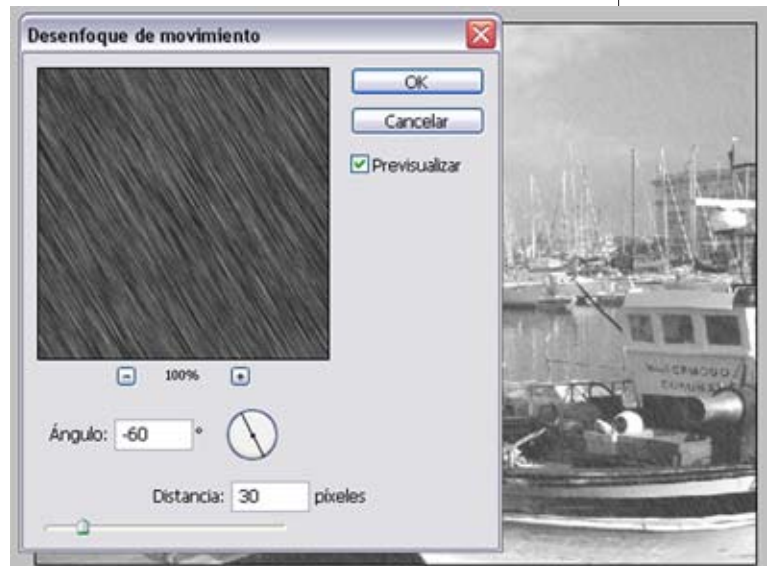 Desenfoque de movimiento
OK
Cancelar
Previsualizar
100%
Ángulo: -60 °
Distancia: 30 píxeles